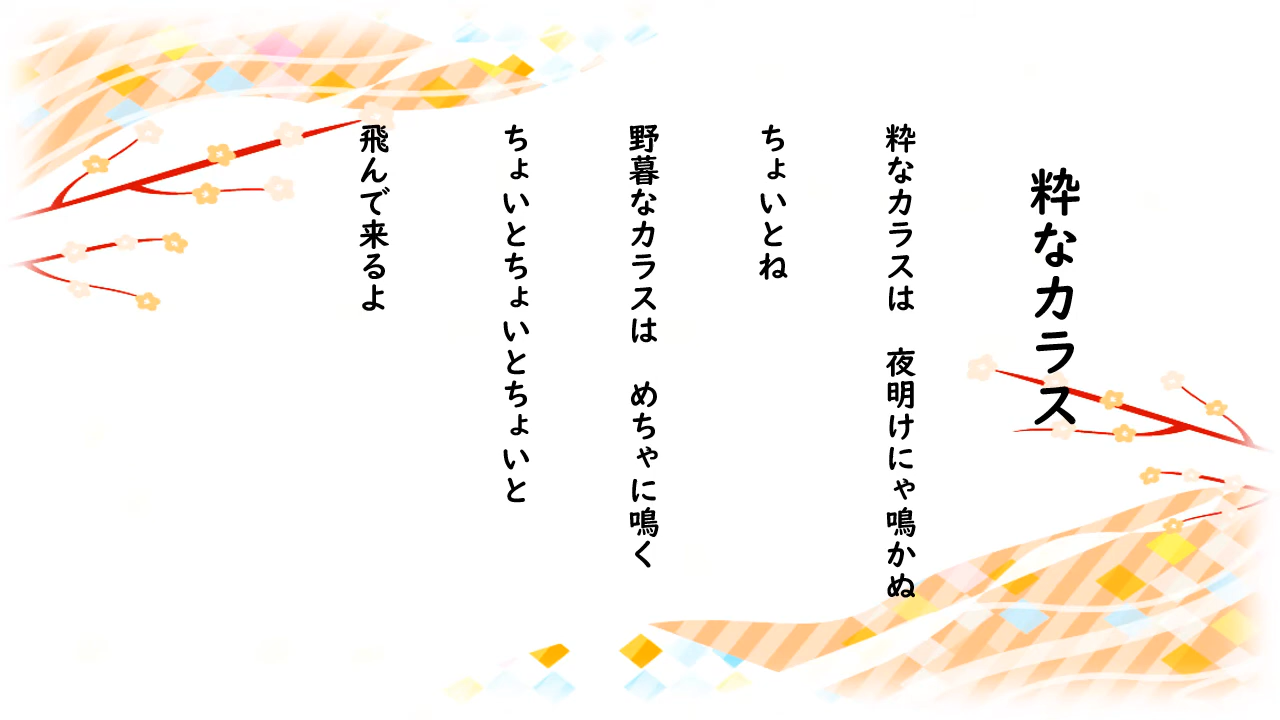 粋なカラス
粋なカラスは　夜明けにゃ鳴かぬ
ちょいとね
野暮なカラスは　めちゃに鳴く
ちょいとちょいとちょいと
飛んで来るよ